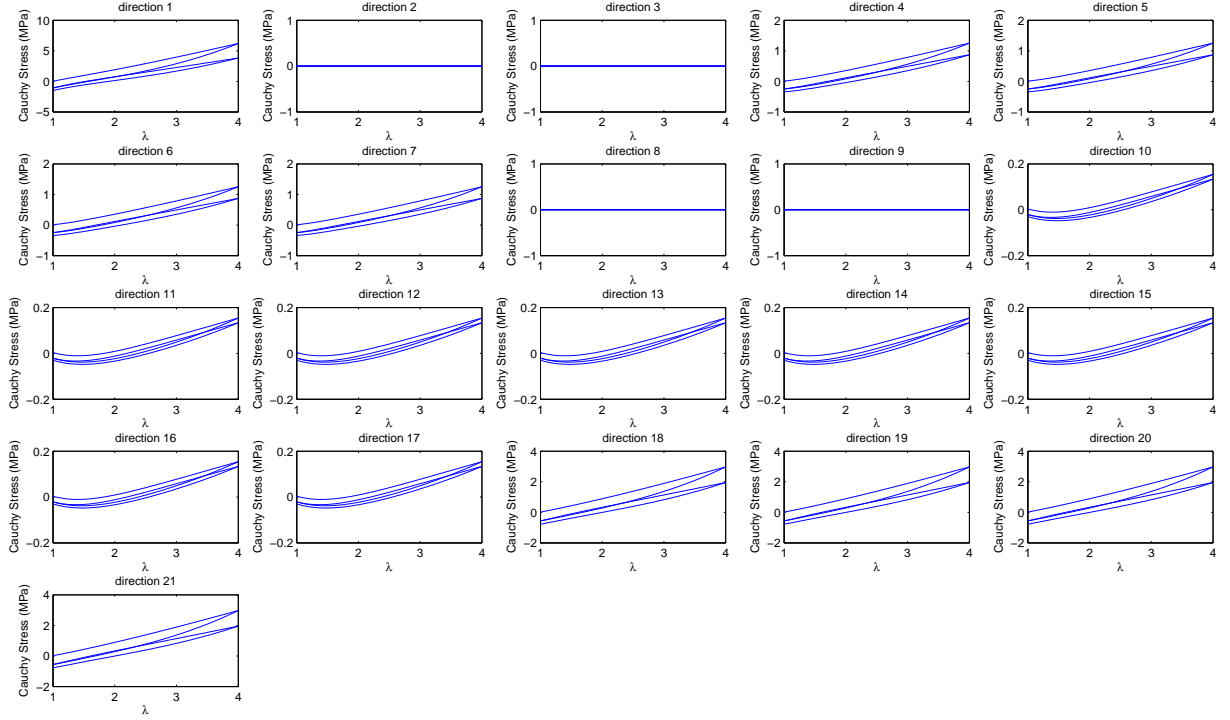 direction 1
Cauchy Stress (MPa)
10
5
0
−5
1 2 3 4
λ
direction 2
Cauchy Stress (MPa)
1
0
−1
1 2 3 4
λ
direction 3
Cauchy Stress (MPa)
1
0
−1
1 2 3 4
λ
direction 4
Cauchy Stress (MPa)
2
1
0
−1
1 2 3 4
λ
direction 5
Cauchy Stress (MPa)
2
1
0
−1
1 2 3 4
λ
direction 6
Cauchy Stress (MPa)
2
1
0
−1
1 2 3 4
λ
direction 7
Cauchy Stress (MPa)
2
1
0
−1
1 2 3 4
λ
direction 8
Cauchy Stress (MPa)
1
0
−1
1 2 3 4
λ
direction 9
Cauchy Stress (MPa)
1
0
−1
1 2 3 4
λ
direction 10
Cauchy Stress (MPa)
0.2
0
−0.2
1 2 3 4
λ
direction 11
Cauchy Stress (MPa)
0.2
0
−0.2
1 2 3 4
λ
direction 12
Cauchy Stress (MPa)
0.2
0
−0.2
1 2 3 4
λ
direction 13
Cauchy Stress (MPa)
0.2
0
−0.2
1 2 3 4
λ
direction 14
Cauchy Stress (MPa)
0.2
0
−0.2
1 2 3 4
λ
direction 15
Cauchy Stress (MPa)
0.2
0
−0.2
1 2 3 4
λ
direction 16
Cauchy Stress (MPa)
0.2
0
−0.2
1 2 3 4
λ
direction 17
Cauchy Stress (MPa)
0.2
0
−0.2
1 2 3 4
λ
direction 18
Cauchy Stress (MPa)
4
2
0
−2
1 2 3 4
λ
direction 19
Cauchy Stress (MPa)
4
2
0
−2
1 2 3 4
λ
direction 20
Cauchy Stress (MPa)
4
2
0
−2
1 2 3 4
λ
direction 21
Cauchy Stress (MPa)
4
2
0
−2
1 2 3 4
λ